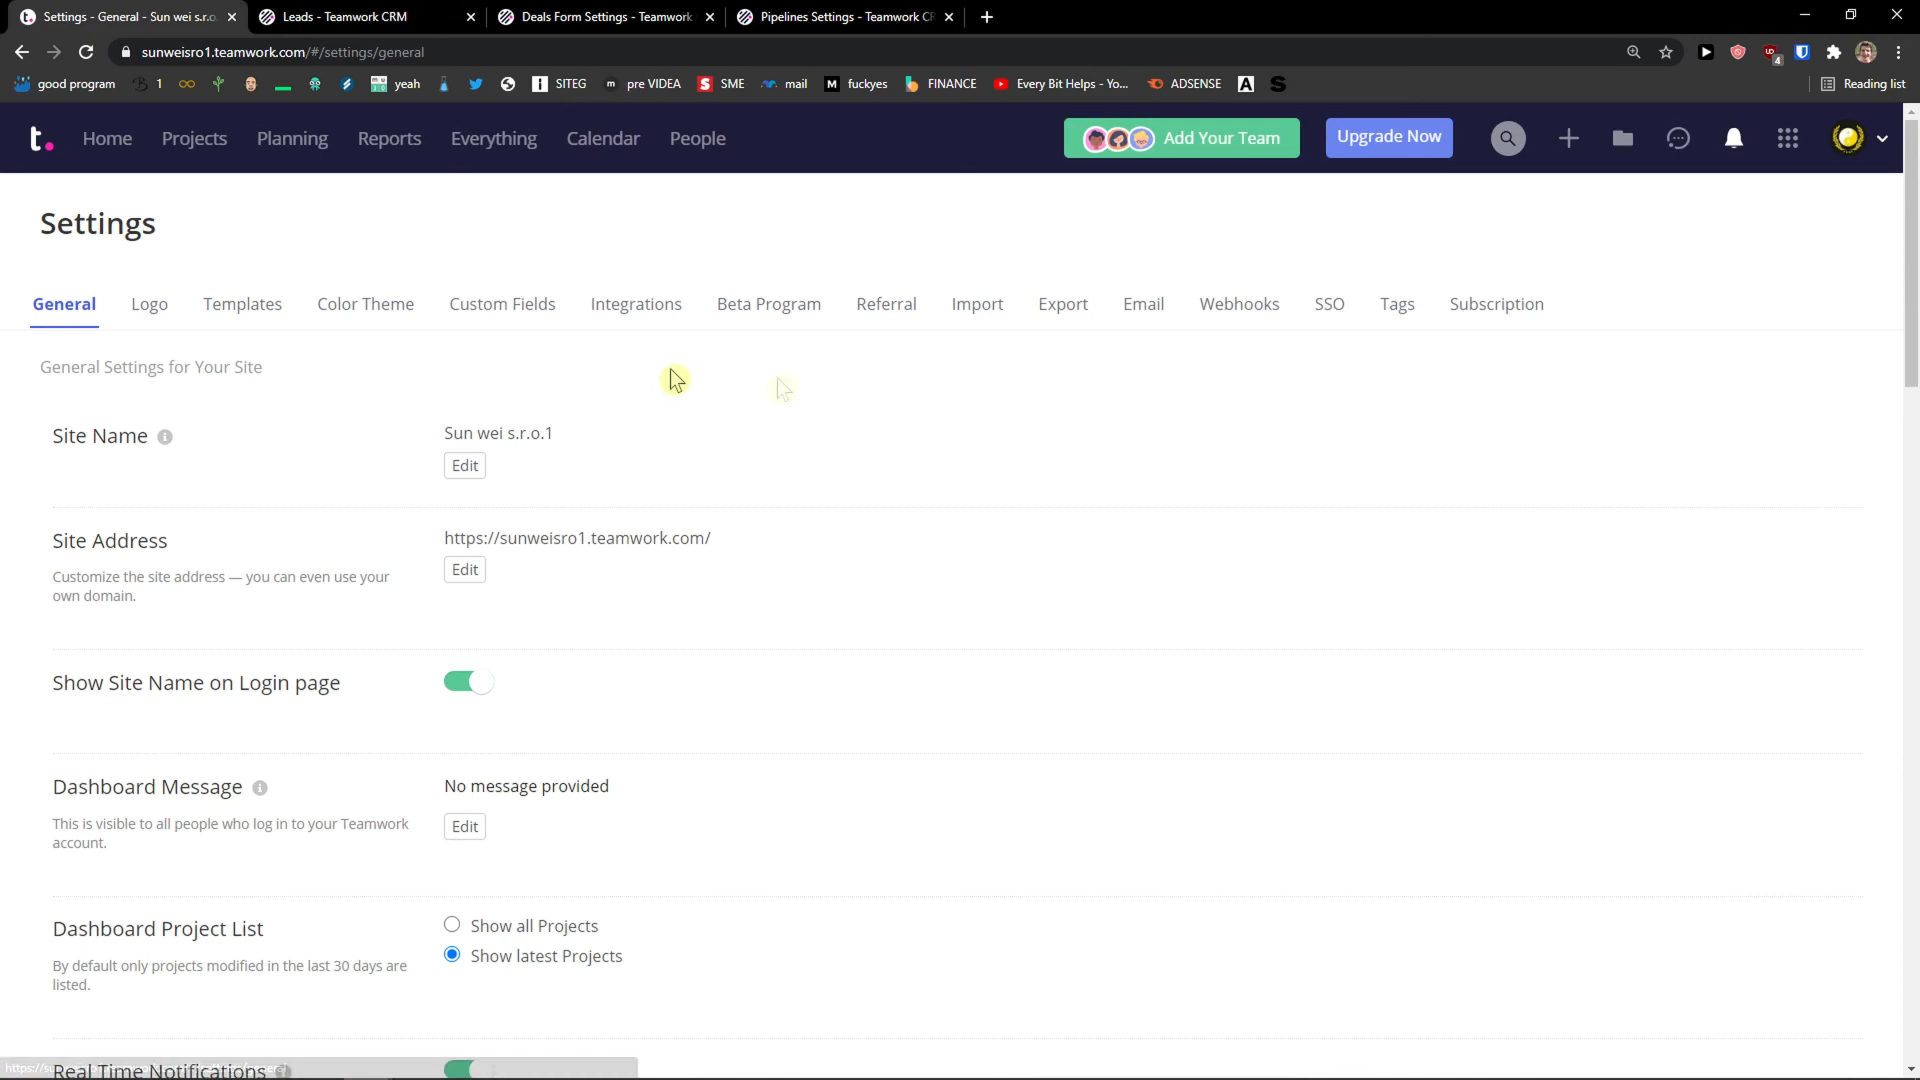 Settings - General - Sun wei s.r.o.
Leads - Teamwork CRM
Deals Form Settings - Teamwork
Pipelines Settings - Teamwork CR
sunweisro1.teamwork.com/#/settings/general
4
good program
1
yeah
SITEG
pre VIDEA
SME
mail
fuckyes
FINANCE
Every Bit Helps - Yo...
ADSENSE
Reading list
t.
Home
Projects
Planning
Reports
Everything
Calendar
People
Add Your Team
Upgrade Now
Settings
General
Logo
Templates
Color Theme
Custom Fields
Integrations
Beta Program
Referral
Import
Export
Email
Webhooks
SSO
Tags
Subscription
General Settings for Your Site
Site Name
Sun wei s.r.o.1
Edit
Site Address
https://sunweisro1.teamwork.com/
Customize the site address — you can even use your
own domain.
Edit
Show Site Name on Login page
Dashboard Message
No message provided
This is visible to all people who log in to your Teamwork
account.
Edit
Dashboard Project List
Show all Projects
Show latest Projects
By default only projects modified in the last 30 days are
listed.
Real Time Notifications